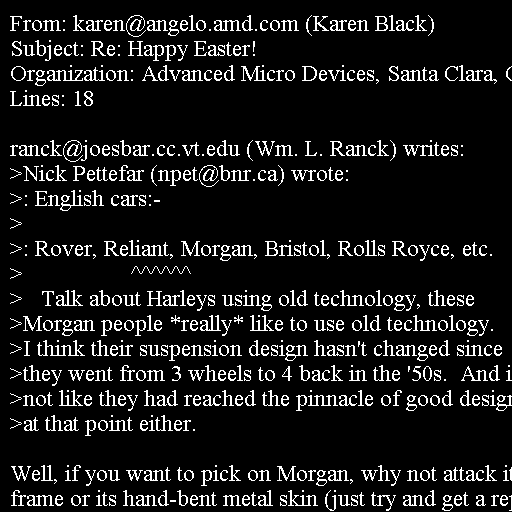 From: karen@angelo.amd.com (Karen Black)
Subject: Re: Happy Easter!
Organization: Advanced Micro Devices, Santa Clara,
Lines: 18

ranck@joesbar.cc.vt.edu (Wm. L. Ranck) writes:
>Nick Pettefar (npet@bnr.ca) wrote:
>: English cars:-
>
>: Rover, Reliant, Morgan, Bristol, Rolls Royce, etc.
>                   ^^^^^^^
>   Talk about Harleys using old technology, these
>Morgan people *really* like to use old technology.
>I think their suspension design hasn't changed since
>they went from 3 wheels to 4 back in the '50s.  And
>not like they had reached the pinnacle of good design
>at that point either.

Well, if you want to pick on Morgan, why not attack
frame or its hand-bent metal skin (just try and get a